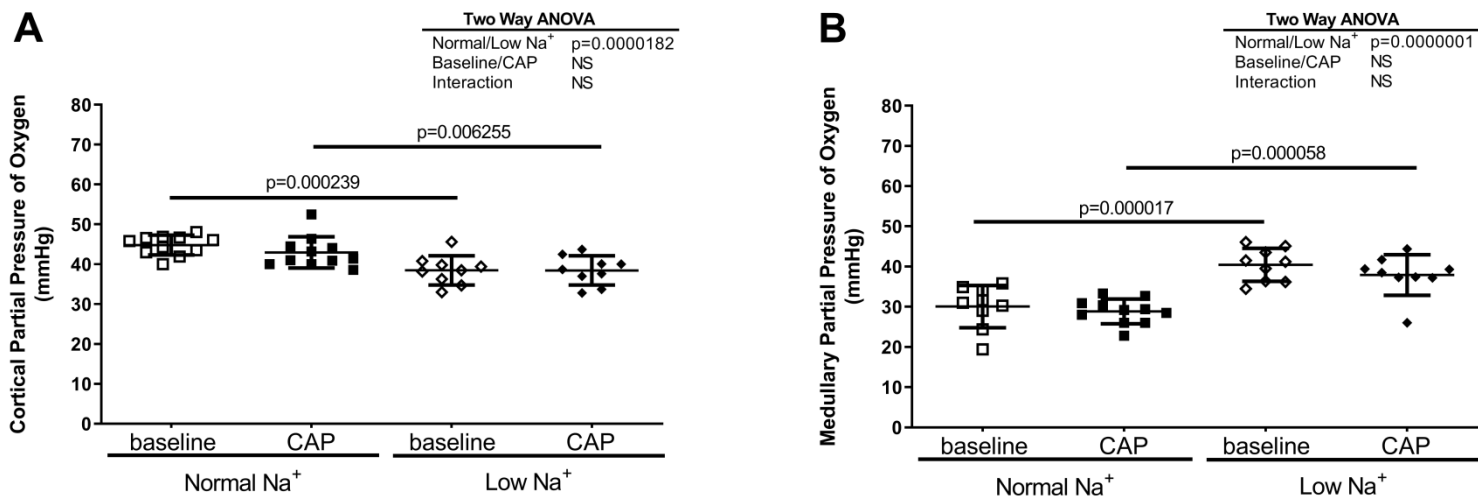 A
Two Way ANOVA
Normal/Low Na⁺ p=0.0000182
Baseline/CAP NS
Interaction NS
Cortical Partial Pressure of Oxygen
(mmHg)
80
70
60
50
40
30
20
10
0
p=0.006255
p=0.000239
baseline CAP baseline CAP
Normal Na⁺ Low Na⁺
B
Two Way ANOVA
Normal/Low Na⁺ p=0.0000001
Baseline/CAP NS
Interaction NS
Medullary Partial Pressure of Oxygen
(mmHg)
80
70
60
50
40
30
20
10
0
p=0.000058
p=0.000017
baseline CAP baseline CAP
Normal Na⁺ Low Na⁺